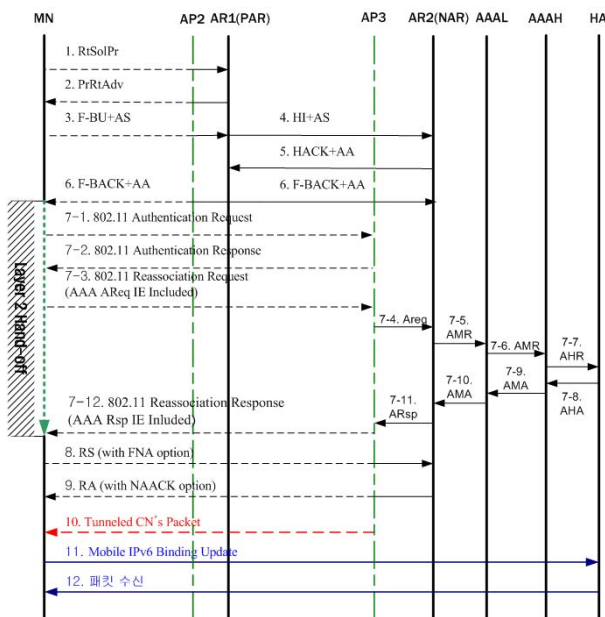 MN AP2 AR1(PAR) AP3 AR2(NAR) AAAL AAAH HA
1. RtSolPr
2. PrRtAdv
3. F-BU+AS
4. HI+AS
5. HACK+AA
6. F-BACK+AA
6. F-BACK+AA
7-1. 802.11 Authentication Request
7-2. 802.11 Authentication Response
7-3. 802.11 Reassociation Request
(AAA AReq IE Included)
7-4. Areq
7-5.
AMR
7-6. AMR
7-7.
AHR
7-8.
AHA
7-9.
AMA
7-10.
AMA
7-11.
ARsp
7-12. 802.11 Reassociation Response
(AAA Rsp IE Inluded)
Layer 2 Hand-off
8. RS (with FNA option)
9. RA (with NAACK option)
10. Tunneled CN's Packet
11. Mobile IPv6 Binding Update
12. 패킷 수신